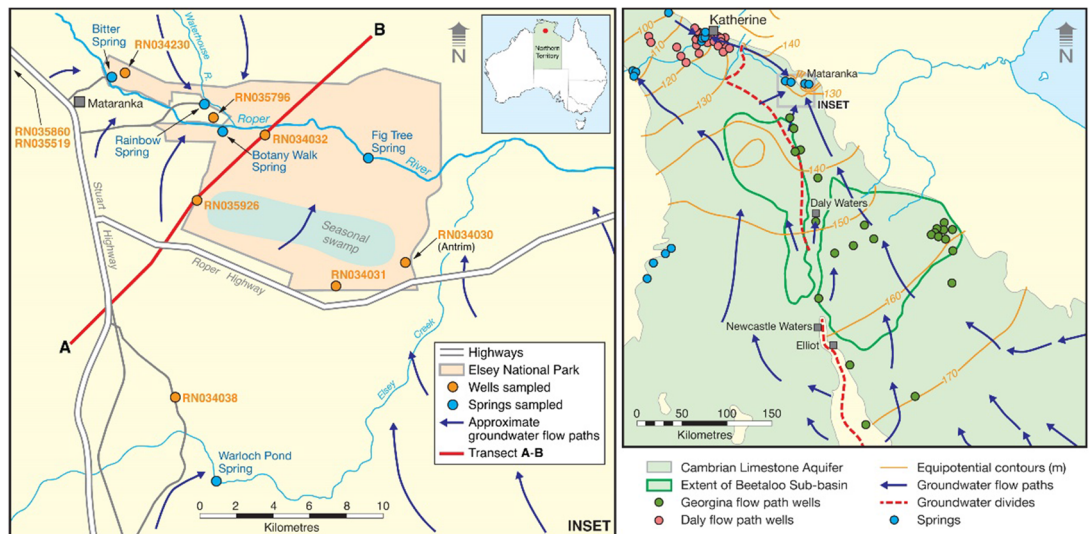 Bitter
Spring
RN034230
Waterhouse
R.
B
N
Northern
Territory
Mataranka
RN035796
Roper
RN035860
RN035519
Rainbow
Spring
RN034032
Botany Walk
Spring
Fig Tree
Spring
River
RN035926
Seasonal
swamp
RN034030
(Antrim)
Stuart
Highway
Roper
Highway
RN034031
A
Creek
Elsey
RN034038
Warloch Pond
Spring
Highways
Elsey National Park
Wells sampled
Springs sampled
Approximate
groundwater flow paths
Transect A-B
0 2 4 6 8 10
Kilometres
INSET
Katherine
100
110
120
130
140
Mataranka
130
INSET
N
140
Daly Waters
150
160
Newcastle Waters
Elliot
170
0 50 100 150
Kilometres
Cambrian Limestone Aquifer
Extent of Beetaloo Sub-basin
Georgina flow path wells
Daly flow path wells
Equipotential contours (m)
Groundwater flow paths
Groundwater divides
Springs